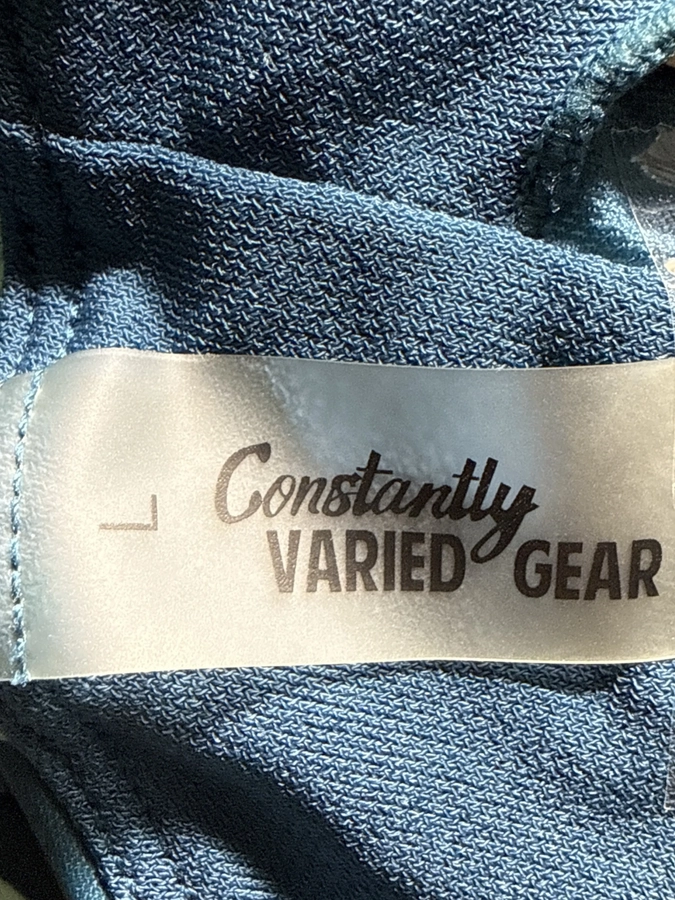 L
Constantly
VARIED GEAR